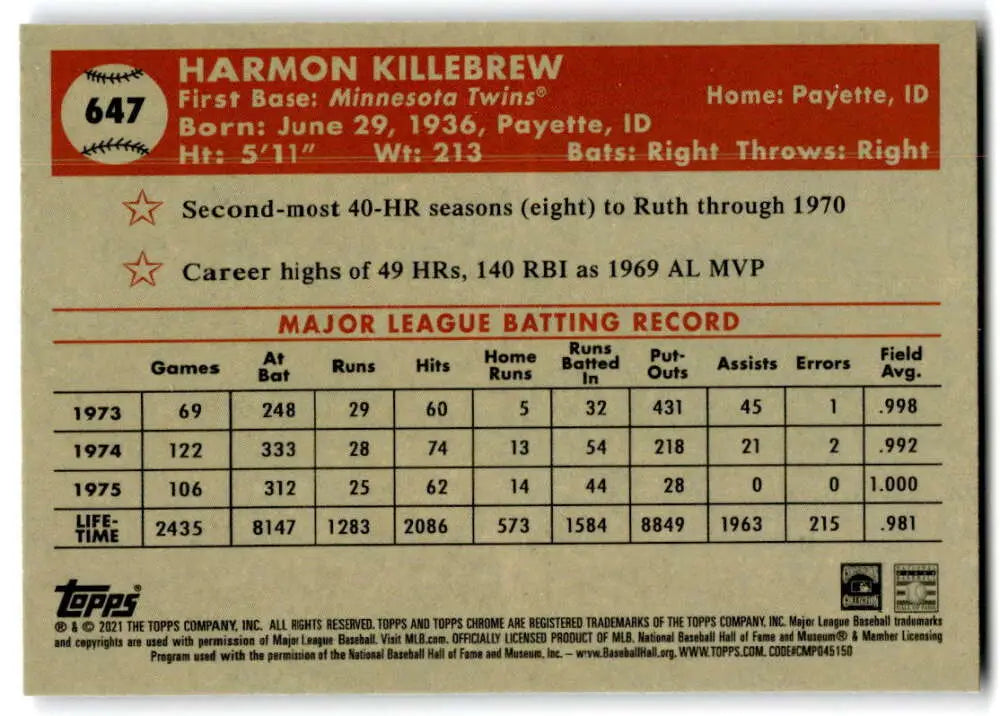 647
HARMON KILLEBREW
First Base: Minnesota Twins®
Home: Payette, ID
Born: June 29, 1936, Payette, ID
Ht: 5'11" Wt: 213 Bats: Right Throws: Right
☆ Second-most 40-HR seasons (eight) to Ruth through 1970
☆ Career highs of 49 HRs, 140 RBI as 1969 AL MVP
MAJOR LEAGUE BATTING RECORD
Games At Bat Runs Hits Home Runs Runs Batted In Put-Outs Assists Errors Field Avg.
1973 69 248 29 60 5 32 431 45 1 .998
1974 122 333 28 74 13 54 218 21 2 .992
1975 106 312 25 62 14 44 28 0 0 1.000
LIFE-TIME 2435 8147 1283 2086 573 1584 8849 1963 215 .981
topps®
® & © 2021 THE TOPPS COMPANY, INC. ALL RIGHTS RESERVED. TOPPS AND TOPPS CHROME ARE REGISTERED TRADEMARKS OF THE TOPPS COMPANY, INC. Major League Baseball trademarks
and copyrights are used with permission of Major League Baseball. Visit MLB.com. OFFICIALLY LICENSED PRODUCT OF MLB. National Baseball Hall of Fame and Museum® & Member Licensing
Program used with the permission of the National Baseball Hall of Fame and Museum, Inc. – www.BaseballHall.org. WWW.TOPPS.COM. CODE#CMP045150